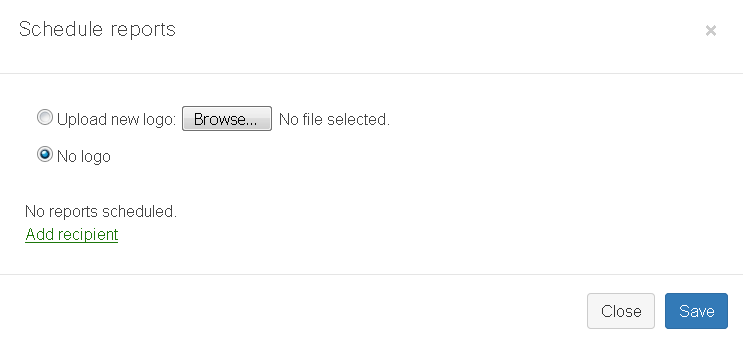 Schedule reports
×
Upload new logo: Browse... No file selected.
No logo
No reports scheduled.
Add recipient
Close Save